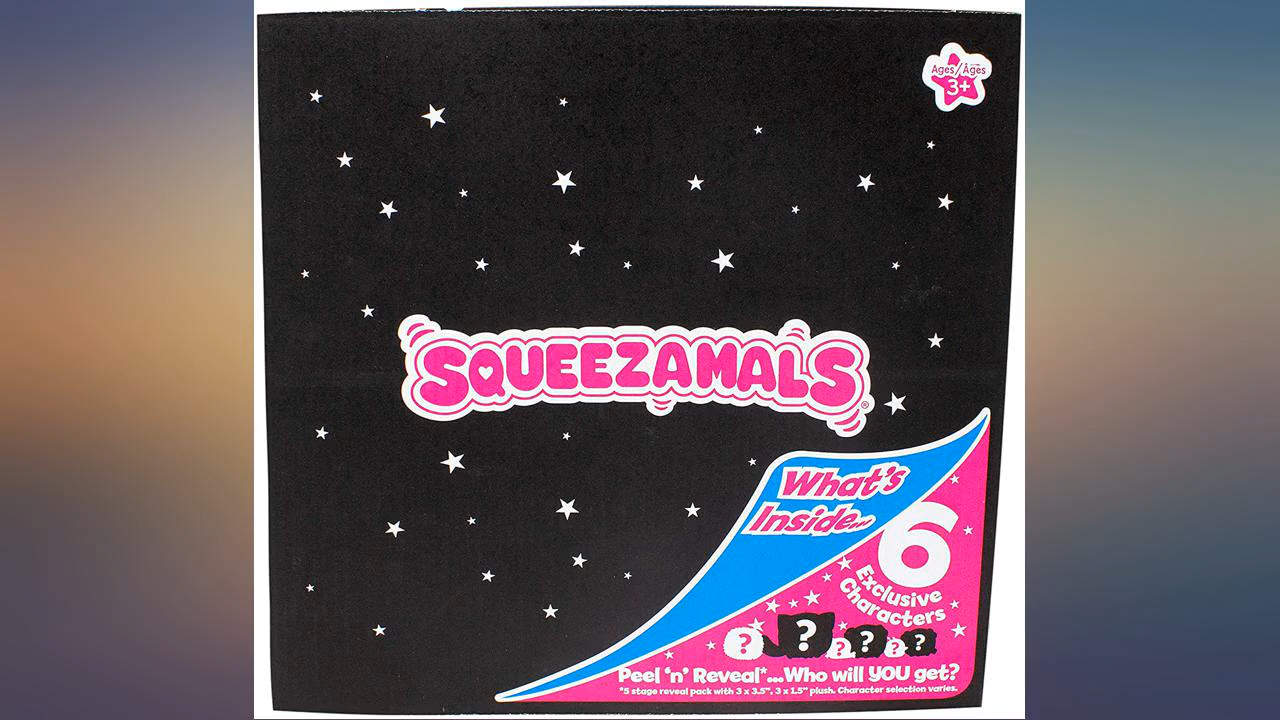 Ages/Âges
3+
SQUEEZAMALS®
What's
Inside...
6
Exclusive
Characters
? ? ? ? ? ?
Peel 'n' Reveal*...Who will YOU get?
*5 stage reveal pack with 3 x 3.5", 3 x 1.5" plush. Character selection varies.